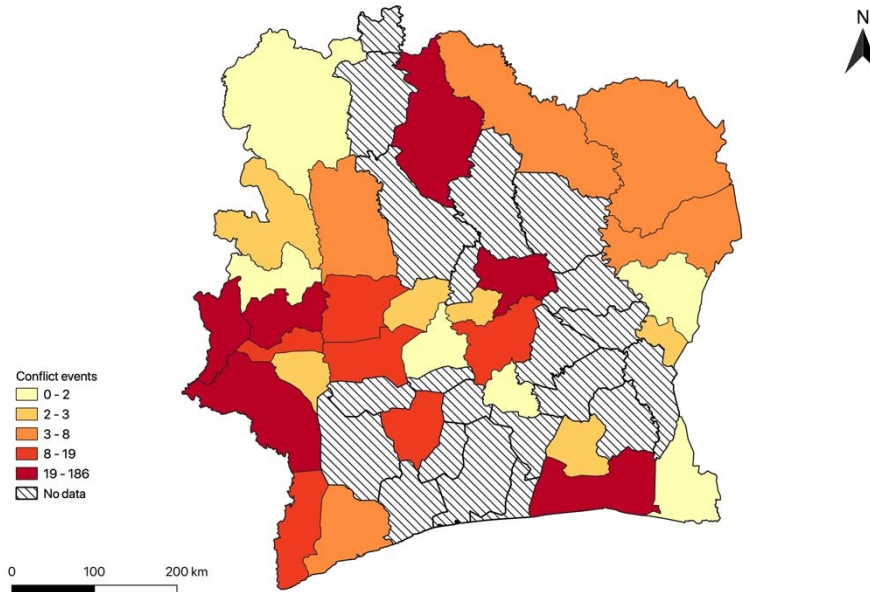 N
Conflict events
0 - 2
2 - 3
3 - 8
8 - 19
19 - 186
No data
0 100 200 km